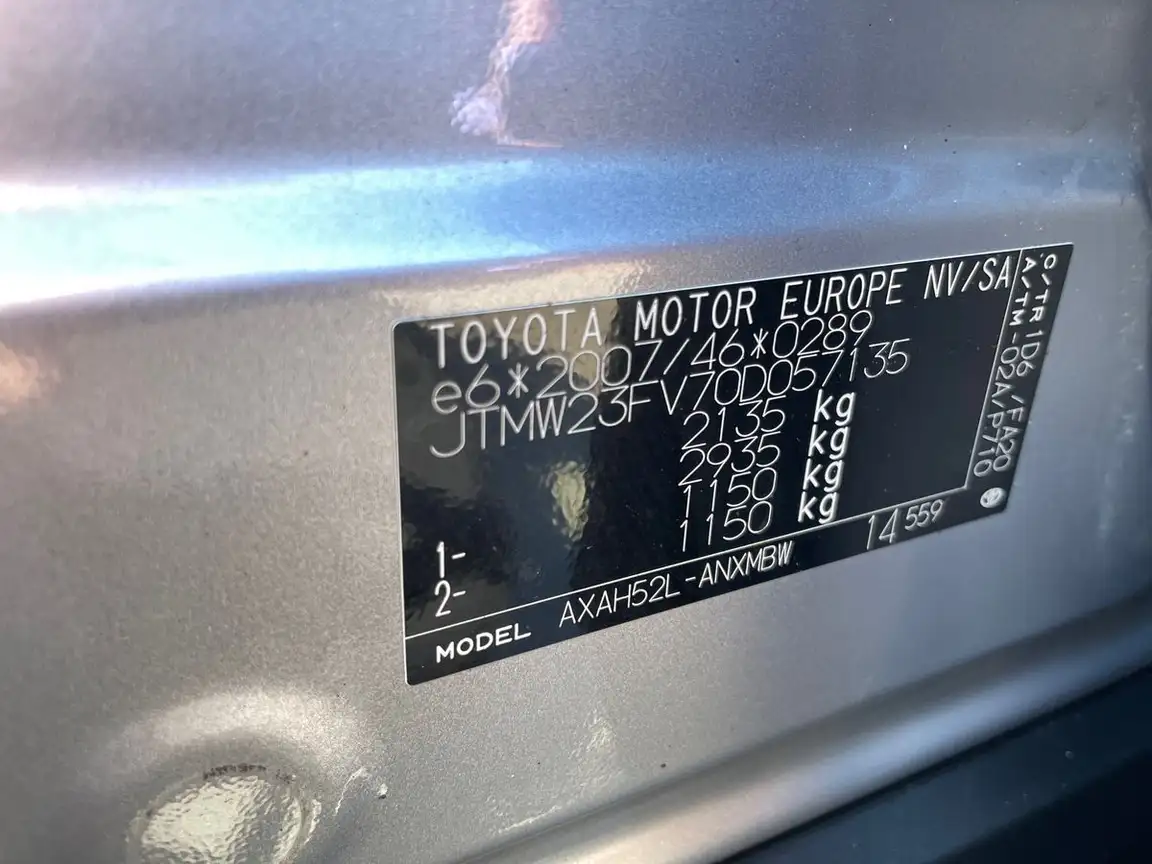 TOYOTA MOTOR EUROPE NV/SA
e6*2007/46*0289
JTMW23FV70D057135
2135 kg
2935 kg
1- 1150 kg
2- 1150 kg
MODEL AXAH52L-ANXMBW 14 559
C/TR 1D6 / FA20
A/TM -02A/P710